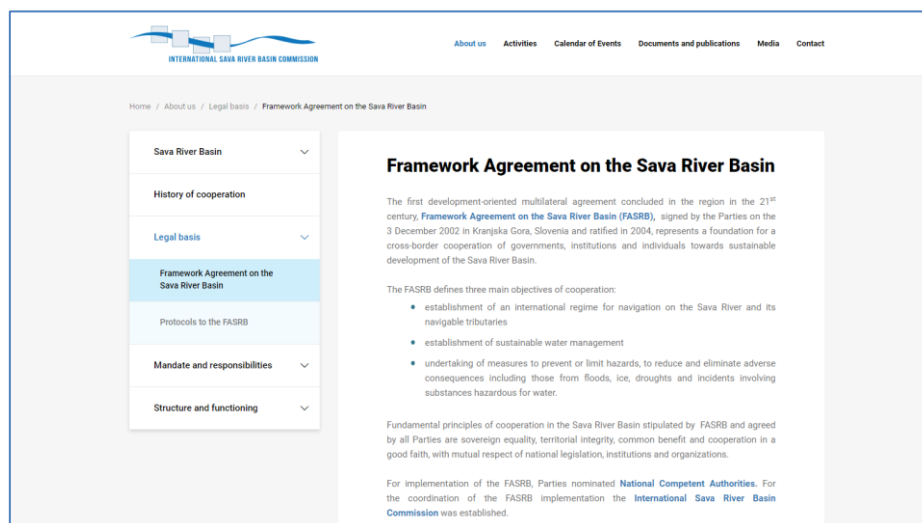 INTERNATIONAL SAVA RIVER BASIN COMMISSION
About us Activities Calendar of Events Documents and publications Media Contact
Home / About us / Legal basis / Framework Agreement on the Sava River Basin
Sava River Basin
History of cooperation
Legal basis
Framework Agreement on the
Sava River Basin
Protocols to the FASRB
Mandate and responsibilities
Structure and functioning
Framework Agreement on the Sava River Basin
The first development-oriented multilateral agreement concluded in the region in the 21st
century, Framework Agreement on the Sava River Basin (FASRB), signed by the Parties on the
3 December 2002 in Kranjska Gora, Slovenia and ratified in 2004, represents a foundation for a
cross-border cooperation of governments, institutions and individuals towards sustainable
development of the Sava River Basin.
The FASRB defines three main objectives of cooperation:
• establishment of an international regime for navigation on the Sava River and its
navigable tributaries
• establishment of sustainable water management
• undertaking of measures to prevent or limit hazards, to reduce and eliminate adverse
consequences including those from floods, ice, droughts and incidents involving
substances hazardous for water.
Fundamental principles of cooperation in the Sava River Basin stipulated by FASRB and agreed
by all Parties are sovereign equality, territorial integrity, common benefit and cooperation in a
good faith, with mutual respect of national legislation, institutions and organizations.
For implementation of the FASRB, Parties nominated National Competent Authorities. For
the coordination of the FASRB implementation the International Sava River Basin
Commission was established.